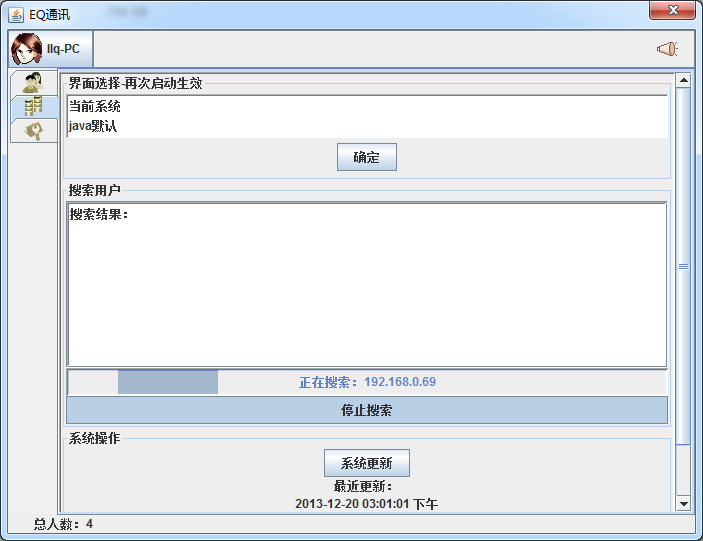 EQ通讯
llq-PC
界面选择-再次启动生效
当前系统
java默认
确定
搜索用户
搜索结果：
正在搜索：192.168.0.69
停止搜索
系统操作
系统更新
最近更新：
2013-12-20 03:01:01 下午
总人数：4